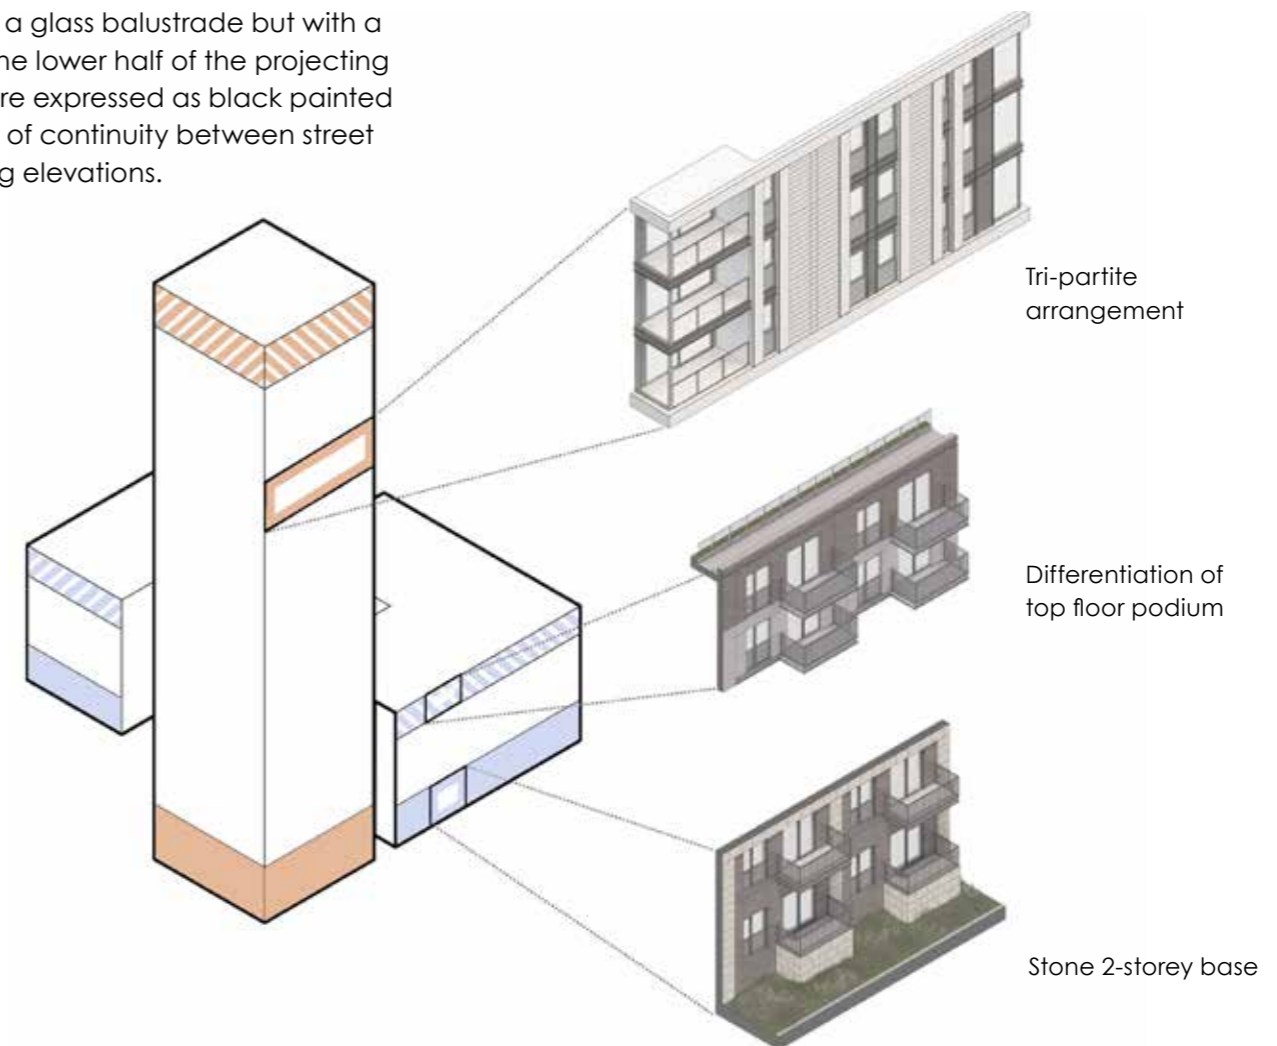 a glass balustrade but with a
ne lower half of the projecting
re expressed as black painted
of continuity between street
g elevations.
Tri-partite
arrangement
Differentiation of
top floor podium
Stone 2-storey base